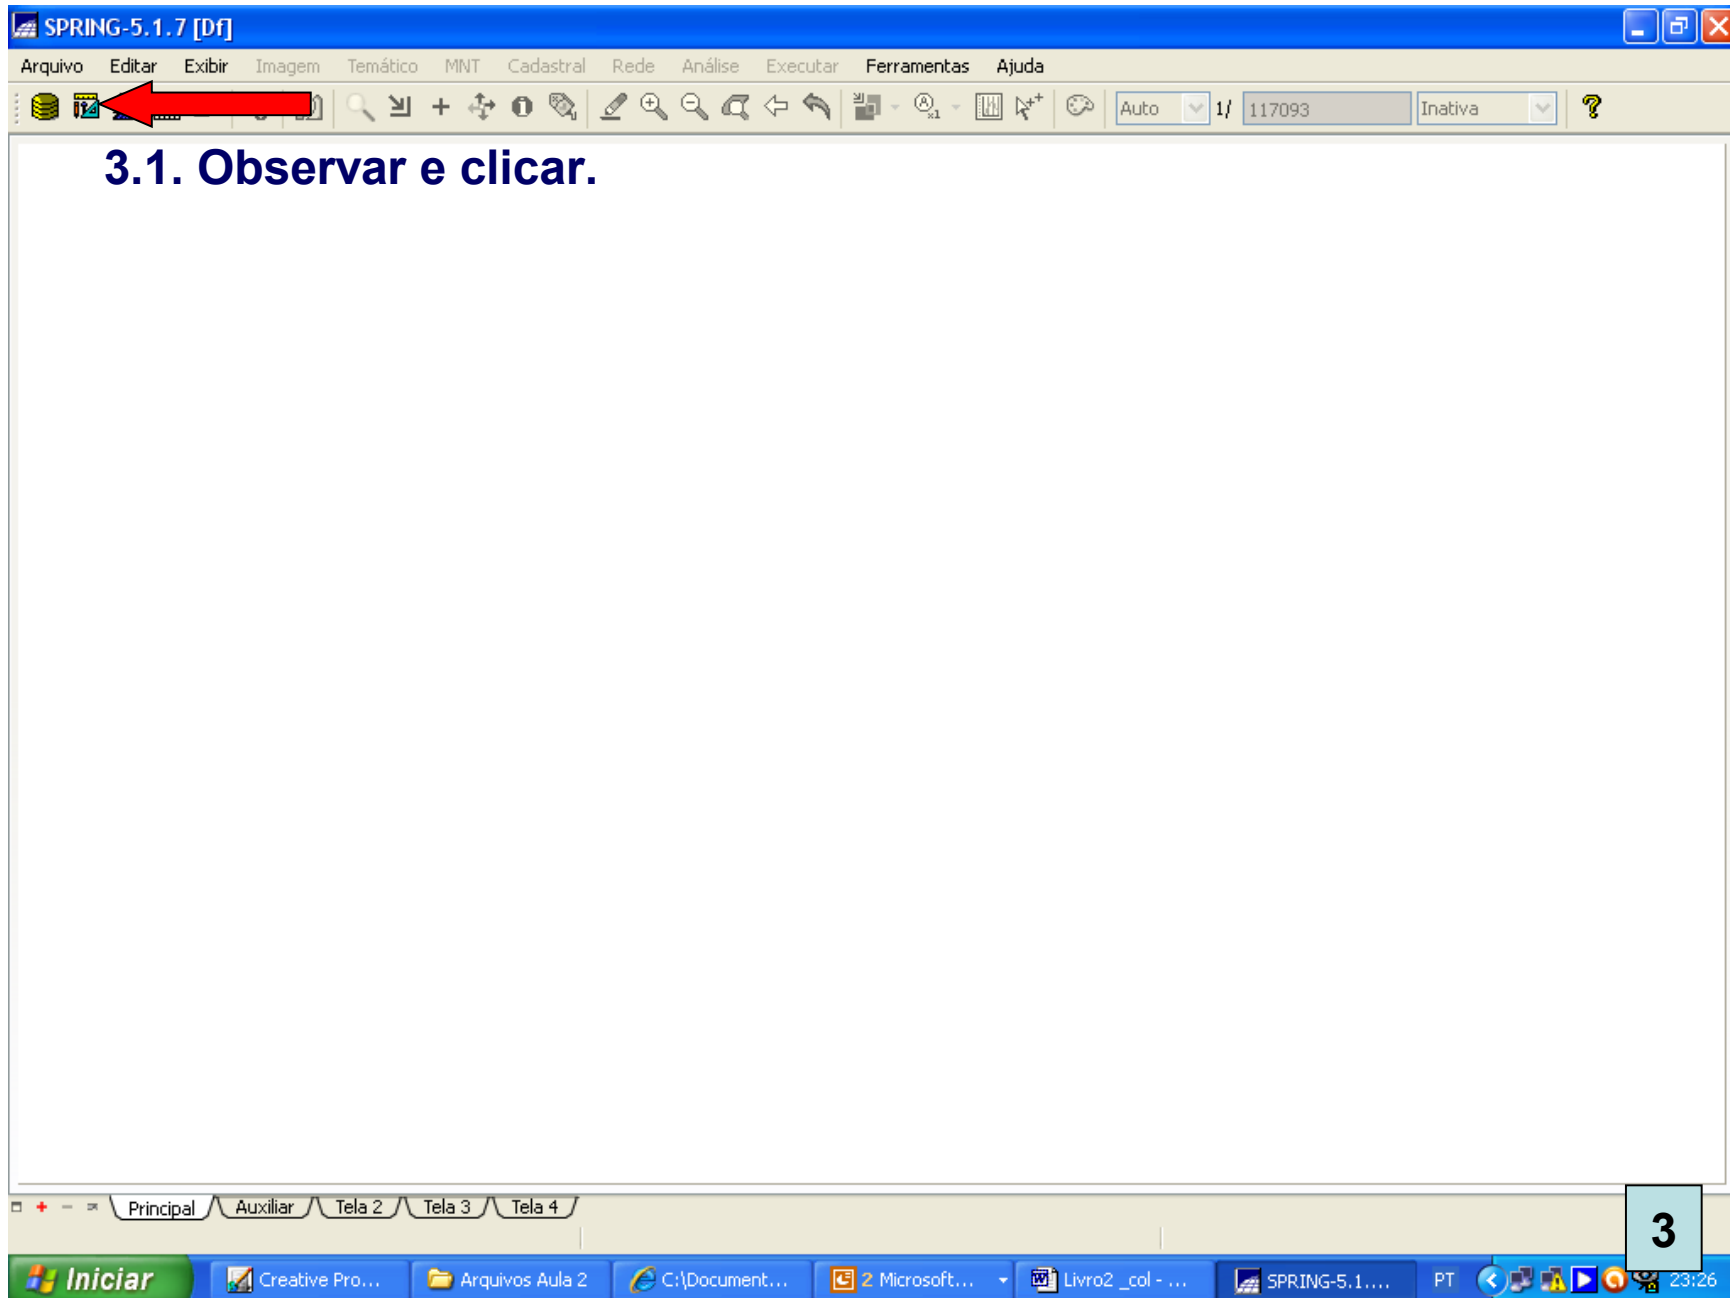 SPRING-5.1.7 [Df]
Arquivo Editar Exibir Imagem Temático MNT Cadastral Rede Análise Executar Ferramentas Ajuda
Auto 1/ 117093 Inativa
3.1. Observar e clicar.
Principal Auxiliar Tela 2 Tela 3 Tela 4
3
Iniciar Creative Pro... Arquivos Aula 2 C:\Document... 2 Microsoft... Livro2 _col - ... SPRING-5.1.... PT 23:26